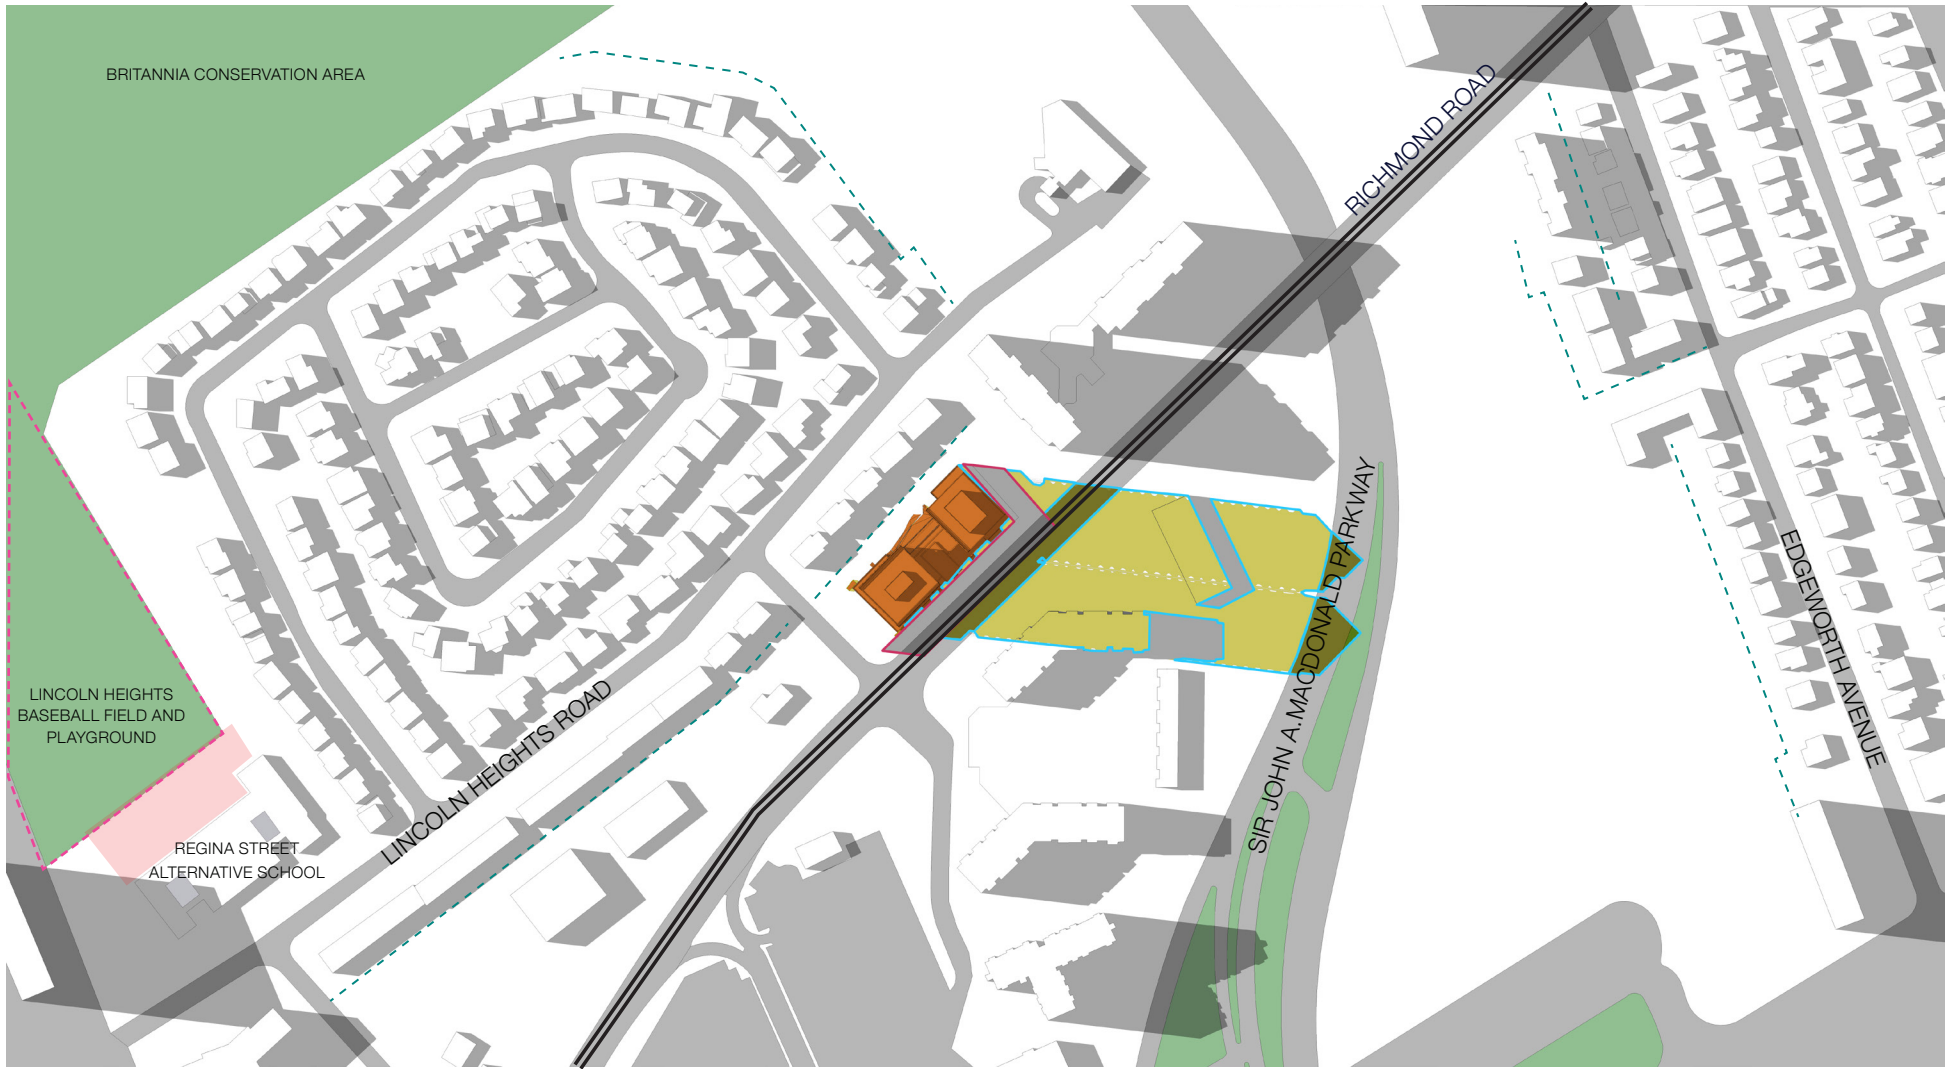 BRITANNIA CONSERVATION AREA
RICHMOND ROAD
SIR JOHN A.MACDONALD PARKWAY
EDGEWORTH AVENUE
LINCOLN HEIGHTS ROAD
LINCOLN HEIGHTS
BASEBALL FIELD AND
PLAYGROUND
REGINA STREET
ALTERNATIVE SCHOOL